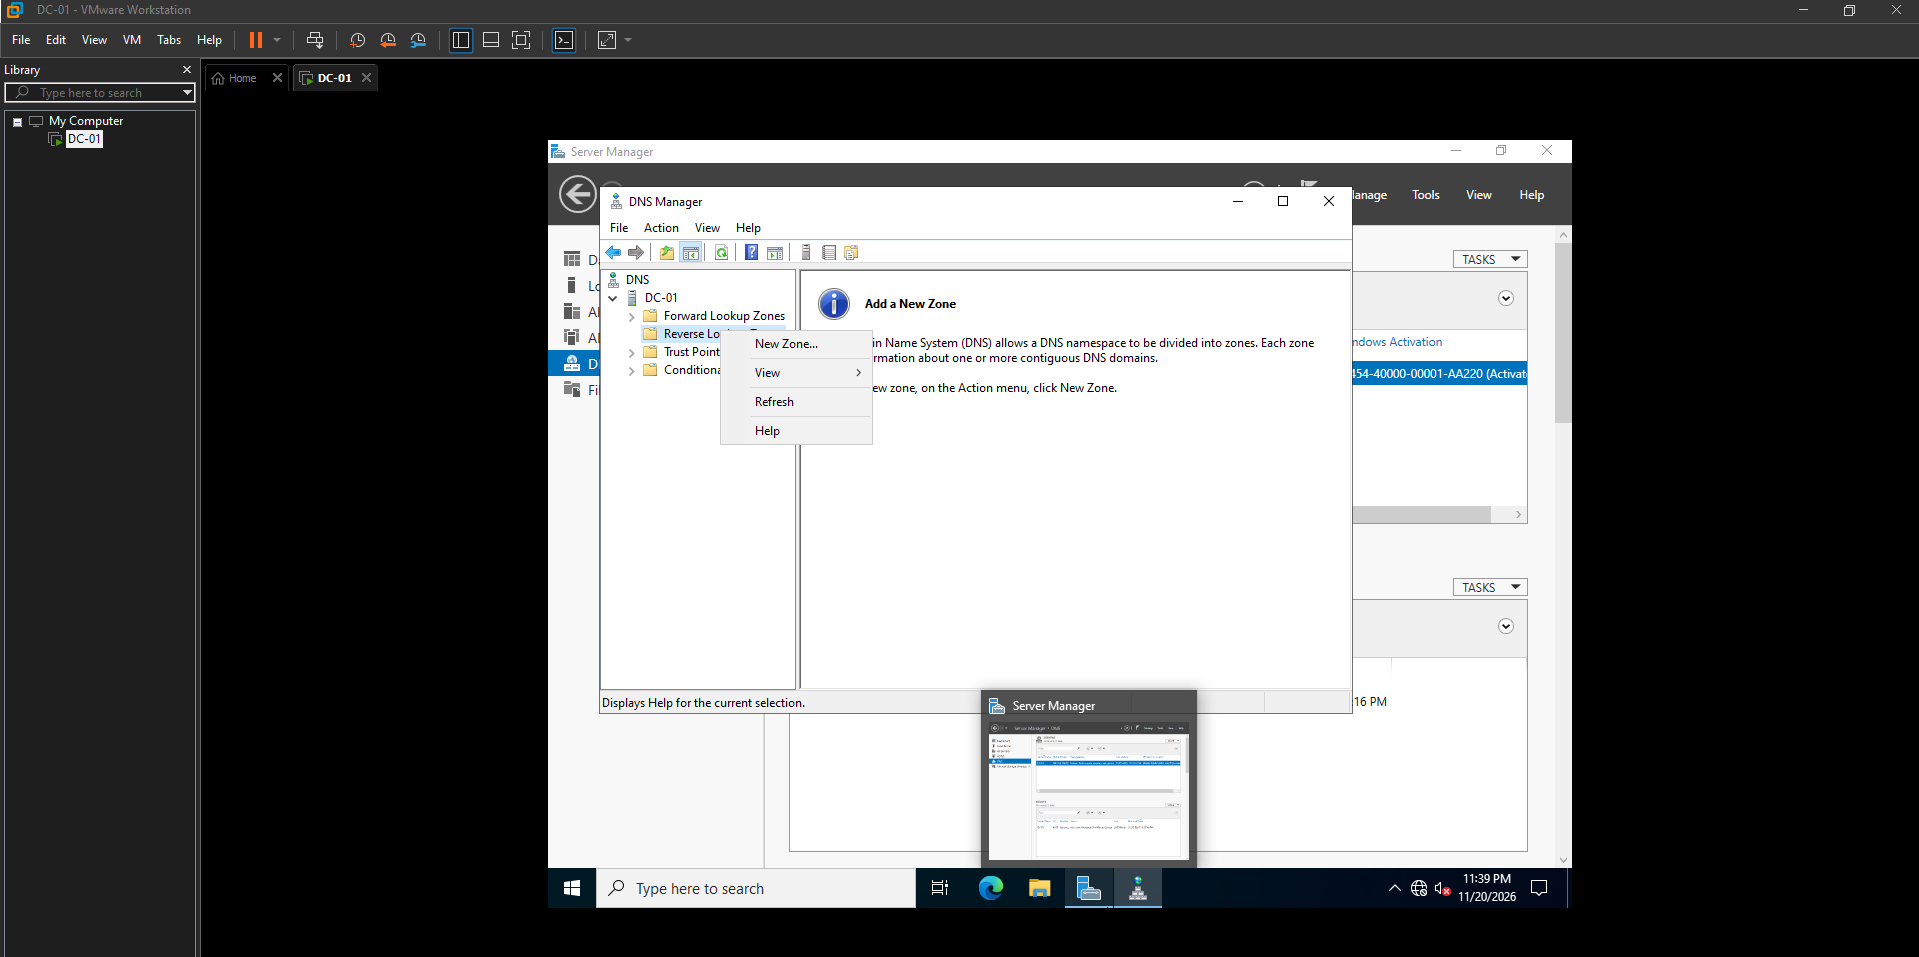 DC-01 - VMware Workstation
File Edit View VM Tabs Help
Library
Type here to search
My Computer
DC-01
Home
DC-01
Server Manager
Manage Tools View Help
DNS Manager
File Action View Help
DNS
DC-01
Forward Lookup Zones
Reverse Lo
Trust Point
Conditiona
New Zone...
View
Refresh
Help
Add a New Zone
in Name System (DNS) allows a DNS namespace to be divided into zones. Each zone
rmation about one or more contiguous DNS domains.
ew zone, on the Action menu, click New Zone.
Displays Help for the current selection.
D
Lo
Al
D
Fi
TASKS
ndows Activation
454-40000-00001-AA220 (Activat
TASKS
:16 PM
Server Manager
Type here to search
11:39 PM
11/20/2026